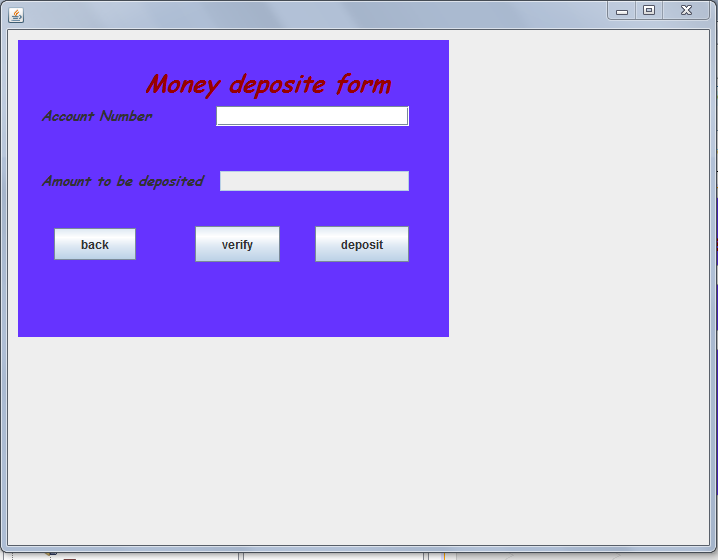 Money deposite form
Account Number
Amount to be deposited
back verify deposit